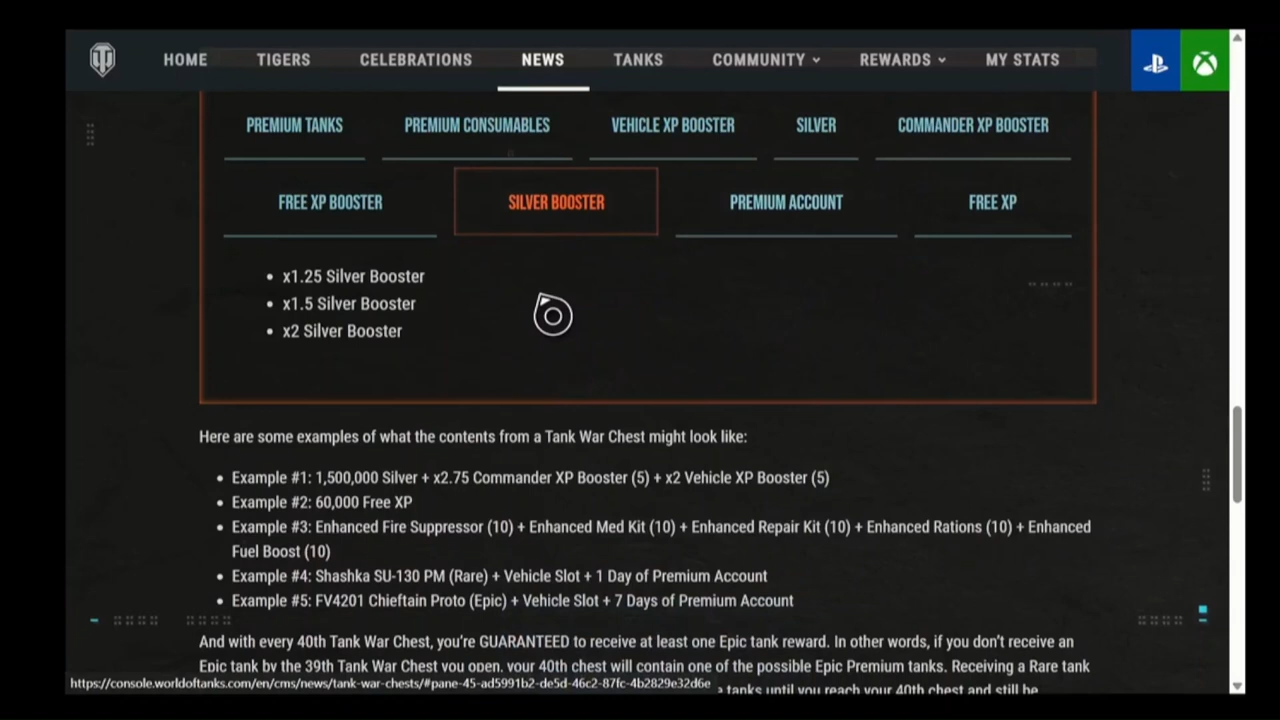 HOME TIGERS CELEBRATIONS NEWS TANKS COMMUNITY REWARDS MY STATS
PREMIUM TANKS PREMIUM CONSUMABLES VEHICLE XP BOOSTER SILVER COMMANDER XP BOOSTER
FREE XP BOOSTER SILVER BOOSTER PREMIUM ACCOUNT FREE XP
• x1.25 Silver Booster
• x1.5 Silver Booster
• x2 Silver Booster
Here are some examples of what the contents from a Tank War Chest might look like:
• Example #1: 1,500,000 Silver + x2.75 Commander XP Booster (5) + x2 Vehicle XP Booster (5)
• Example #2: 60,000 Free XP
• Example #3: Enhanced Fire Suppressor (10) + Enhanced Med Kit (10) + Enhanced Repair Kit (10) + Enhanced Rations (10) + Enhanced
Fuel Boost (10)
• Example #4: Shashka SU-130 PM (Rare) + Vehicle Slot + 1 Day of Premium Account
• Example #5: FV4201 Chieftain Proto (Epic) + Vehicle Slot + 7 Days of Premium Account
And with every 40th Tank War Chest, you're GUARANTEED to receive at least one Epic tank reward. In other words, if you don't receive an
Epic tank by the 39th Tank War Chest you open, your 40th chest will contain one of the possible Epic Premium tanks. Receiving a Rare tank
https://console.worldoftanks.com/en/cms/news/tank-war-chests/#pane-45-ad5991b2-de5d-46c2-87fc-4b2829e32d6e tanks until you reach your 40th chest and still be